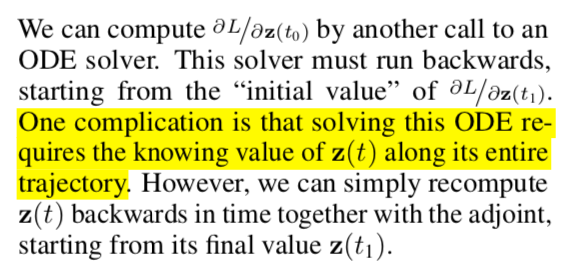 We can compute ∂L/∂z(t₀) by another call to an
ODE solver. This solver must run backwards,
starting from the “initial value” of ∂L/∂z(t₁).
One complication is that solving this ODE re-
quires the knowing value of z(t) along its entire
trajectory. However, we can simply recompute
z(t) backwards in time together with the adjoint,
starting from its final value z(t₁).